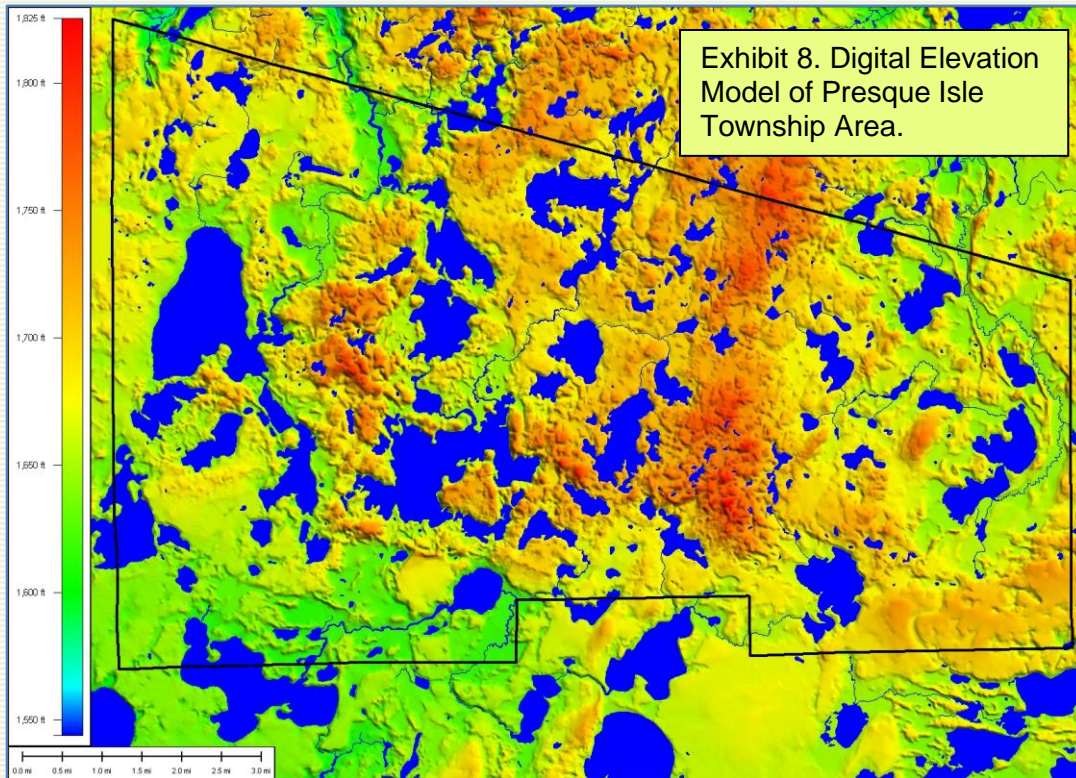 Exhibit 8. Digital Elevation
Model of Presque Isle
Township Area.
1,825 ft
1,800 ft
1,750 ft
1,700 ft
1,650 ft
1,600 ft
1,550 ft
0.0 mi 0.5 mi 1.0 mi 1.5 mi 2.0 mi 2.5 mi 3.0 mi